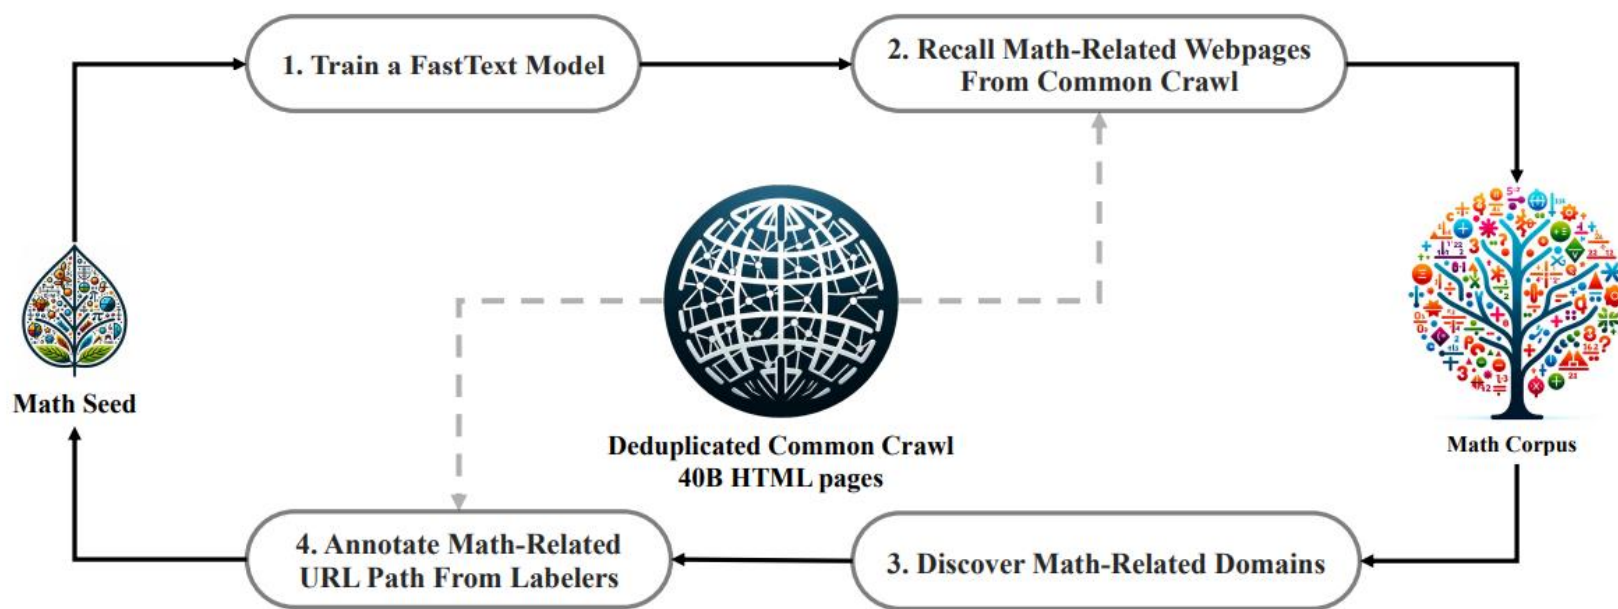 1. Train a FastText Model
2. Recall Math-Related Webpages
From Common Crawl
Math Seed
Deduplicated Common Crawl
40B HTML pages
Math Corpus
4. Annotate Math-Related
URL Path From Labelers
3. Discover Math-Related Domains